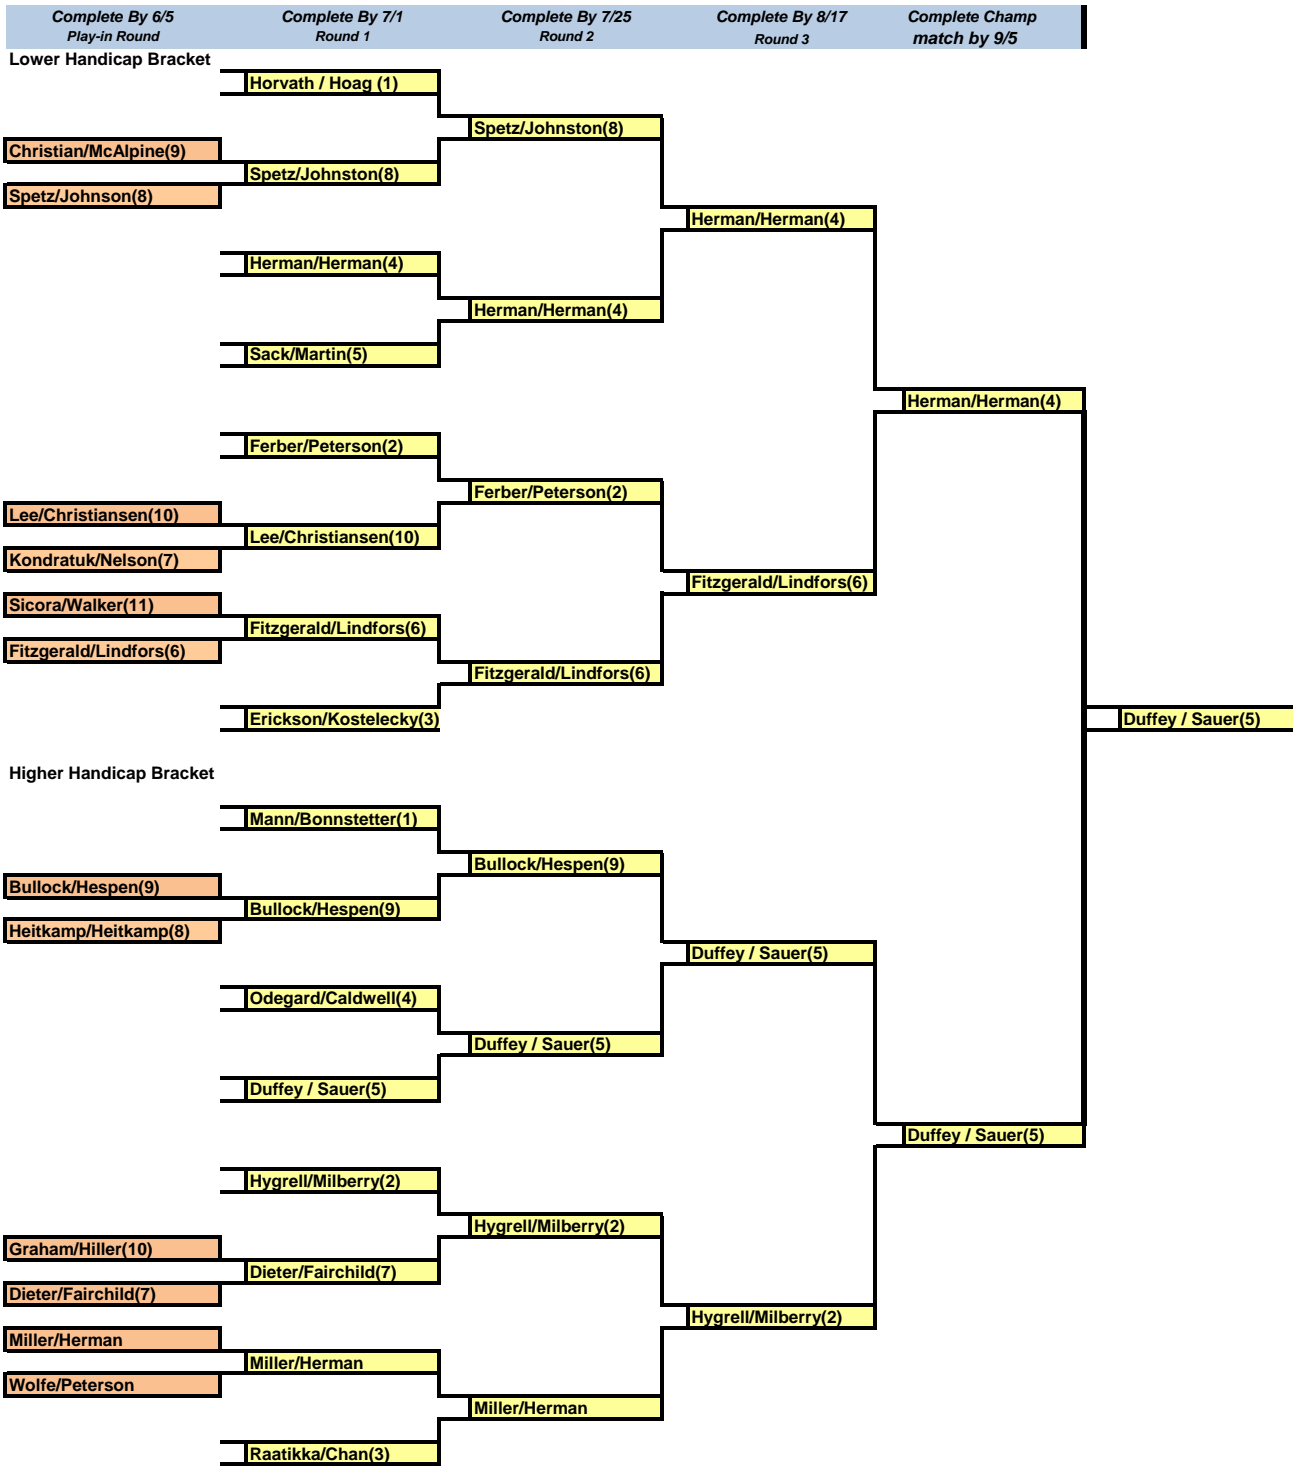 Complete By 6/5 Complete By 7/1 Complete By 7/25 Complete By 8/17 Complete Champ
Play-in Round Round 1 Round 2 Round 3 match by 9/5
Lower Handicap Bracket
Horvath / Hoag (1)
Spetz/Johnston(8)
Christian/McAlpine(9)
Spetz/Johnston(8)
Spetz/Johnson(8)
Herman/Herman(4)
Herman/Herman(4)
Herman/Herman(4)
Sack/Martin(5)
Herman/Herman(4)
Ferber/Peterson(2)
Ferber/Peterson(2)
Lee/Christiansen(10)
Lee/Christiansen(10)
Kondratuk/Nelson(7)
Fitzgerald/Lindfors(6)
Sicora/Walker(11)
Fitzgerald/Lindfors(6)
Fitzgerald/Lindfors(6)
Fitzgerald/Lindfors(6)
Erickson/Kostelecky(3)
Duffey / Sauer(5)
Higher Handicap Bracket
Mann/Bonnstetter(1)
Bullock/Hespen(9)
Bullock/Hespen(9)
Bullock/Hespen(9)
Heitkamp/Heitkamp(8)
Duffey / Sauer(5)
Odegard/Caldwell(4)
Duffey / Sauer(5)
Duffey / Sauer(5)
Duffey / Sauer(5)
Hygrell/Milberry(2)
Hygrell/Milberry(2)
Graham/Hiller(10)
Dieter/Fairchild(7)
Dieter/Fairchild(7)
Hygrell/Milberry(2)
Miller/Herman
Miller/Herman
Wolfe/Peterson
Miller/Herman
Raatikka/Chan(3)